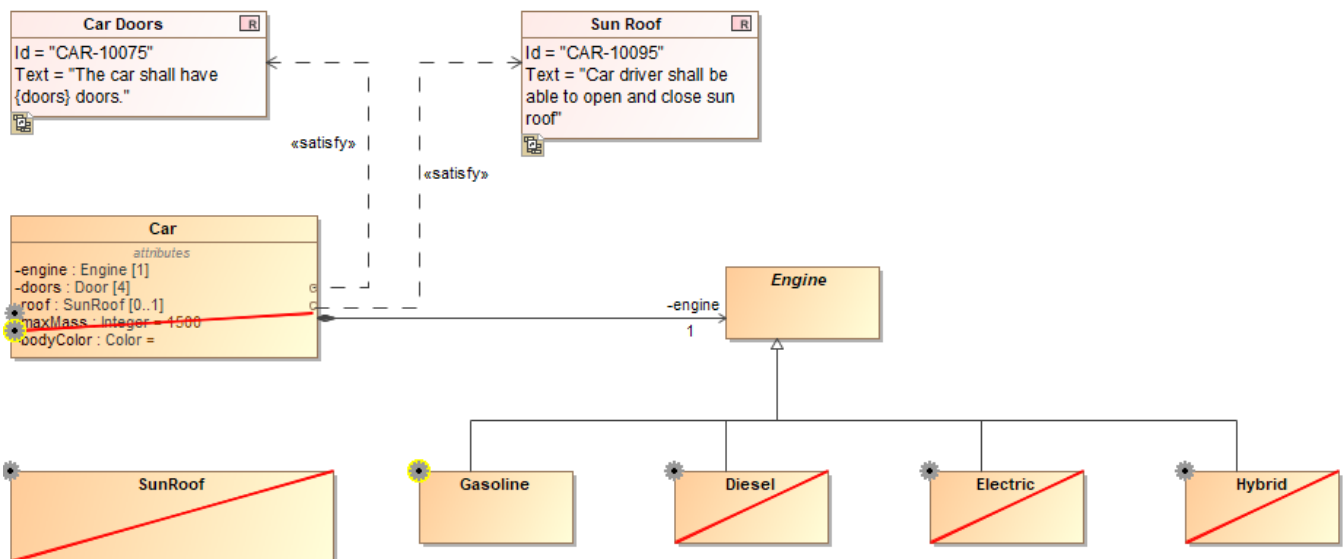 Car Doors
R
Id = "CAR-10075"
Text = "The car shall have
{doors} doors."
Sun Roof
R
Id = "CAR-10095"
Text = "Car driver shall be
able to open and close sun
roof"
«satisfy»
«satisfy»
Car
attributes
-engine : Engine [1]
-doors : Door [4]
-roof : SunRoof [0..1]
maxMass : Integer = 1500
bodyColor : Color =
-engine
1
Engine
SunRoof
Gasoline
Diesel
Electric
Hybrid